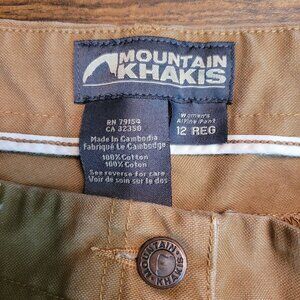 MOUNTAIN
KHAKIS
RN 79154
CA 32350
Made In Cambodia
Fabriqué Le Cambodge
100% Cotton
100% Coton
See reverse for care
Voir de soin sur le dos
Women's
Alpine Pant
12 REG
MOUNTAIN
KHAKIS